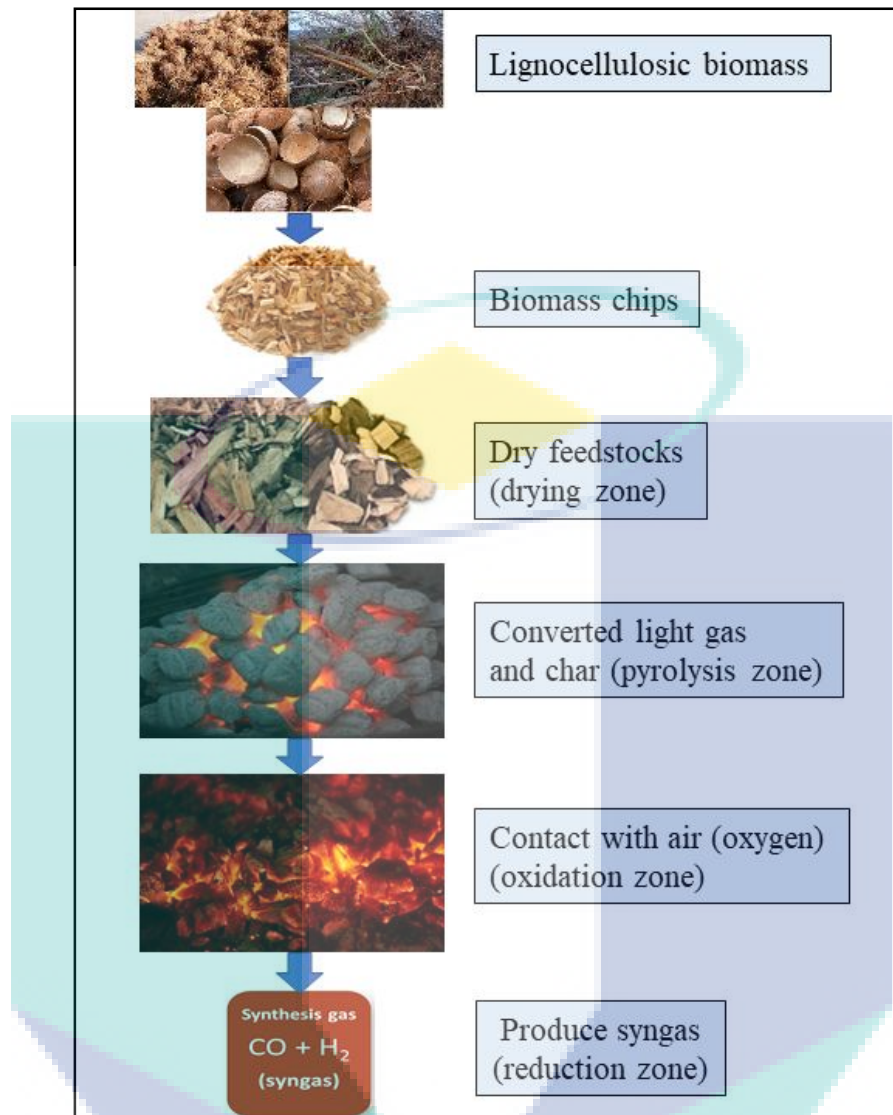 Lignocellulosic biomass
Biomass chips
Dry feedstocks
(drying zone)
Converted light gas
and char (pyrolysis zone)
Contact with air (oxygen)
(oxidation zone)
Synthesis gas
CO + H₂
(syngas)
Produce syngas
(reduction zone)